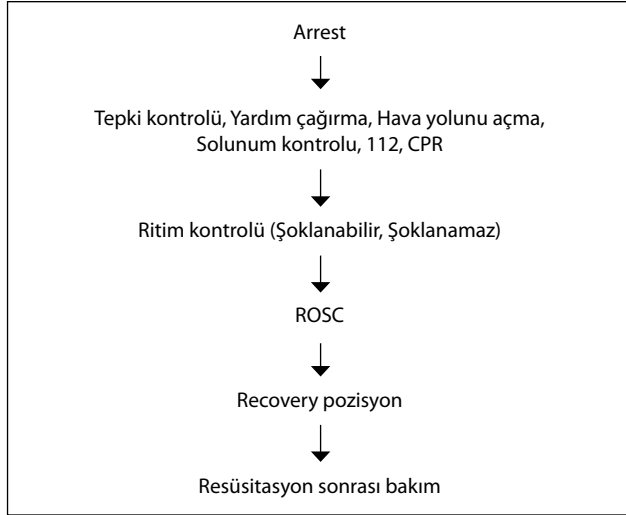 Arrest
Tepki kontrolü, Yardım çağırma, Hava yolunu açma,
Solunum kontrolu, 112, CPR
Ritim kontrolü (Şoklanabilir, Şoklanamaz)
ROSC
Recovery pozisyon
Resüsitasyon sonrası bakım